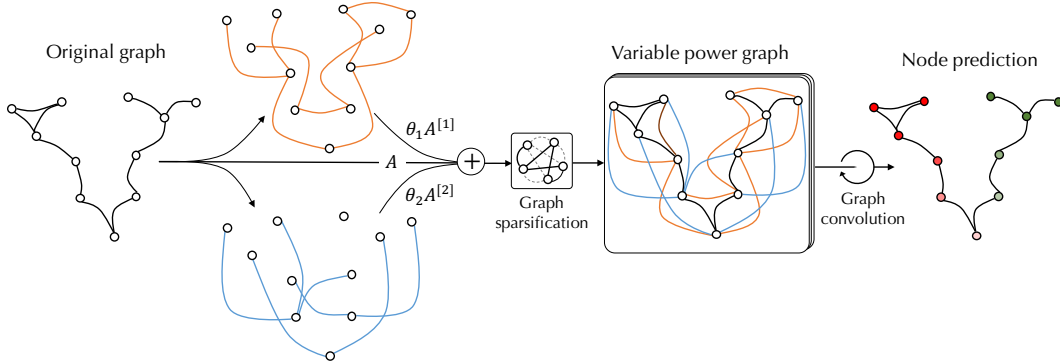 Original graph
θ₁A^[1]
A
θ₂A^[2]
+
Graph
sparsification
Variable power graph
Graph
convolution
Node prediction